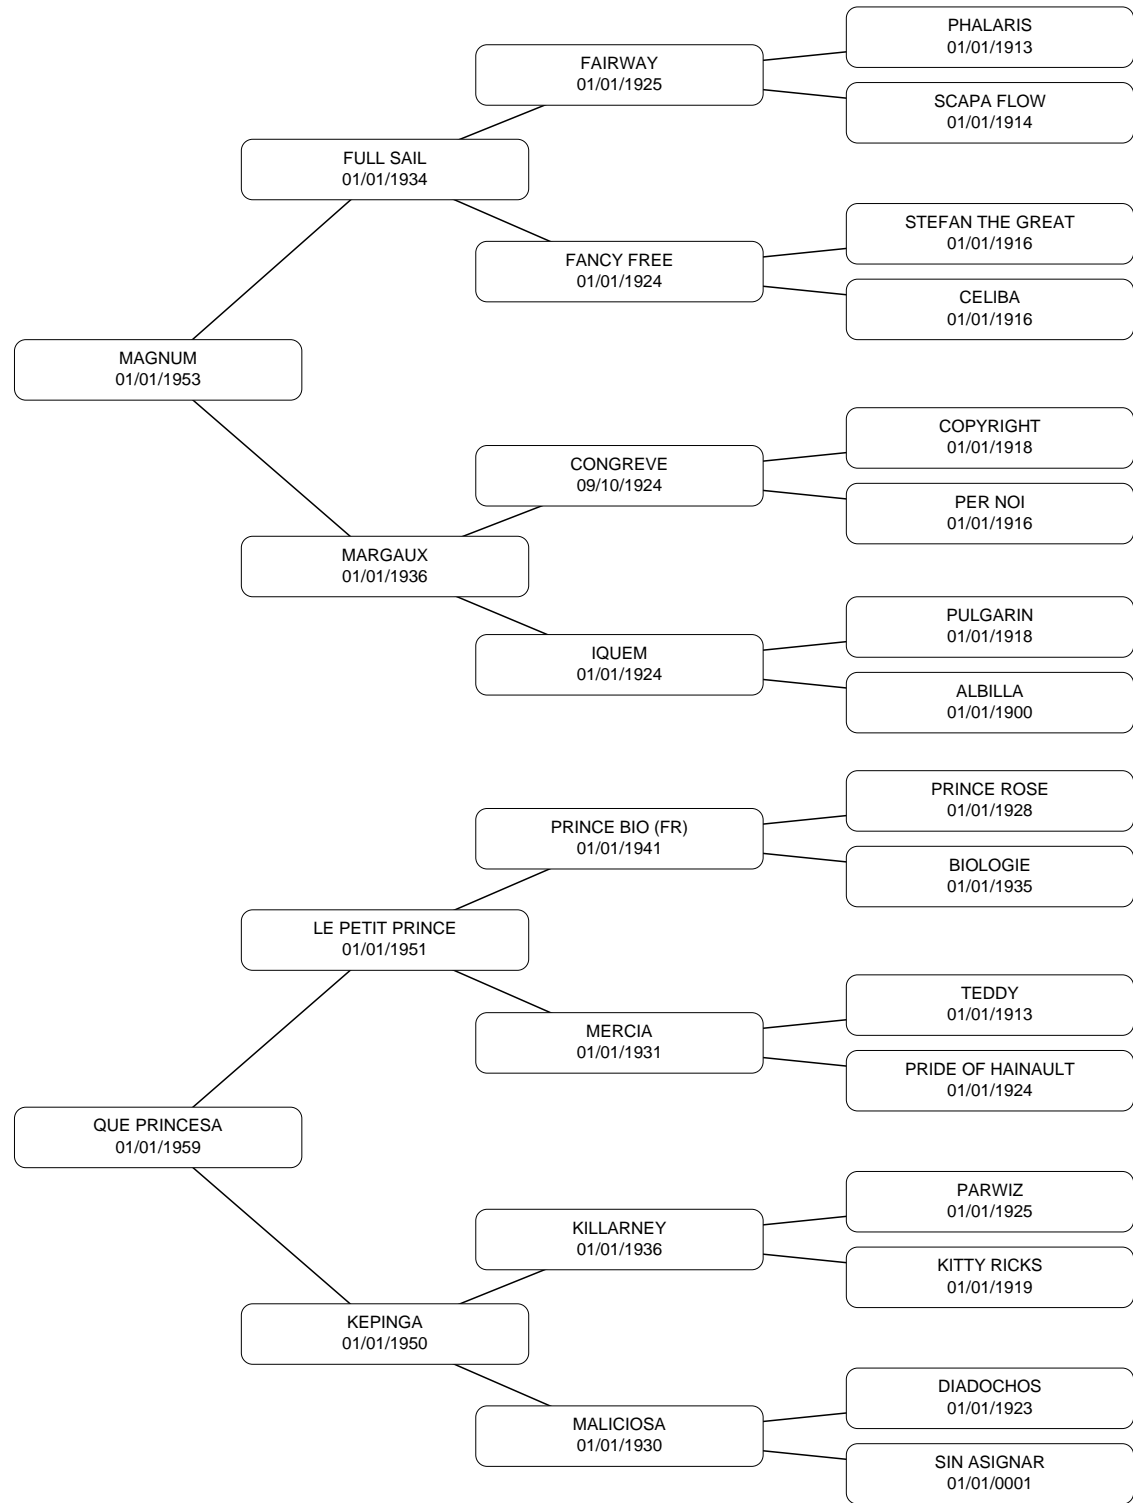 PHALARIS
01/01/1913
FAIRWAY
01/01/1925
SCAPA FLOW
01/01/1914
FULL SAIL
01/01/1934
STEFAN THE GREAT
01/01/1916
FANCY FREE
01/01/1924
CELIBA
01/01/1916
MAGNUM
01/01/1953
COPYRIGHT
01/01/1918
CONGREVE
09/10/1924
PER NOI
01/01/1916
MARGAUX
01/01/1936
PULGARIN
01/01/1918
IQUEM
01/01/1924
ALBILLA
01/01/1900
PRINCE ROSE
01/01/1928
PRINCE BIO (FR)
01/01/1941
BIOLOGIE
01/01/1935
LE PETIT PRINCE
01/01/1951
TEDDY
01/01/1913
MERCIA
01/01/1931
PRIDE OF HAINAULT
01/01/1924
QUE PRINCESA
01/01/1959
PARWIZ
01/01/1925
KILLARNEY
01/01/1936
KITTY RICKS
01/01/1919
KEPINGA
01/01/1950
DIADOCHOS
01/01/1923
MALICIOSA
01/01/1930
SIN ASIGNAR
01/01/0001